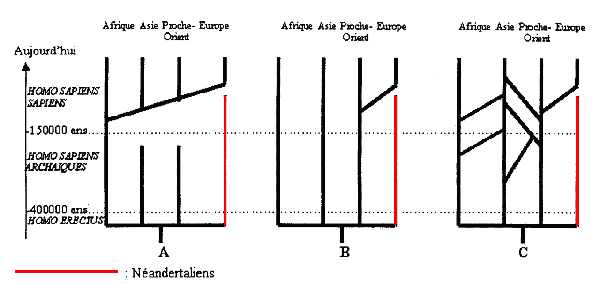 Afrique Asie Proche- Europe
Orient
Afrique Asie Proche- Europe
Orient
Afrique Asie Proche- Europe
Orient
Aujourd'hui
HOMO SAPIENS
SAPIENS
-150000 ans
HOMO SAPIENS
ARCHAIQUES
-400000 ans
HOMO ERECTUS
A
B
C
: Néandertaliens